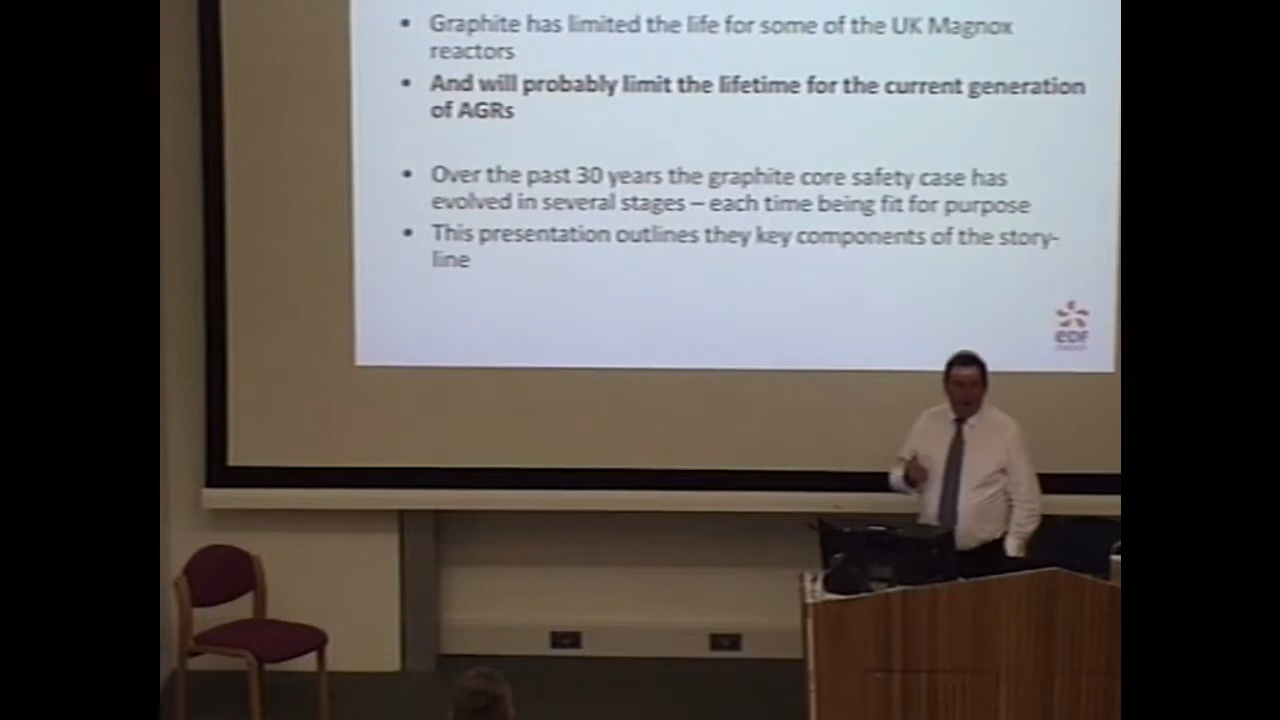 • Graphite has limited the life for some of the UK Magnox
reactors
• And will probably limit the lifetime for the current generation
of AGRs
• Over the past 30 years the graphite core safety case has
evolved in several stages – each time being fit for purpose
• This presentation outlines they key components of the story-
line
edf